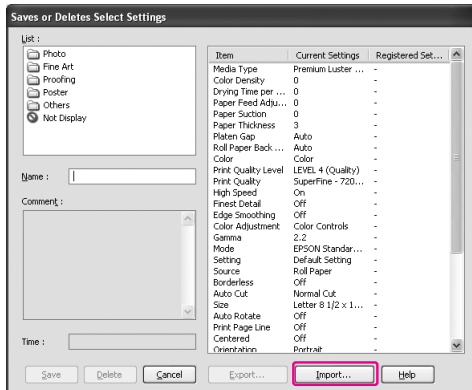 Saves or Deletes Select Settings
List :
Photo
Fine Art
Proofing
Poster
Others
Not Display
Name :
Comment :
Time :
Item Current Settings Registered Set...
Media Type Premium Luster ... -
Color Density 0 -
Drying Time per ... 0 -
Paper Feed Adju... 0 -
Paper Suction 0 -
Paper Thickness 3 -
Platen Gap Auto -
Roll Paper Back ... Auto -
Color Color -
Print Quality Level LEVEL 4 (Quality) -
Print Quality SuperFine - 720... -
High Speed On -
Finest Detail Off -
Edge Smoothing Off -
Color Adjustment Color Controls -
Gamma 2.2 -
Mode EPSON Standar... -
Setting Default Setting -
Source Roll Paper -
Borderless Off -
Auto Cut Normal Cut -
Size Letter 8 1/2 x 1... -
Auto Rotate Off -
Print Page Line Off -
Centered Off -
Orientation Portrait -
Save Delete Cancel Export... Import... Help